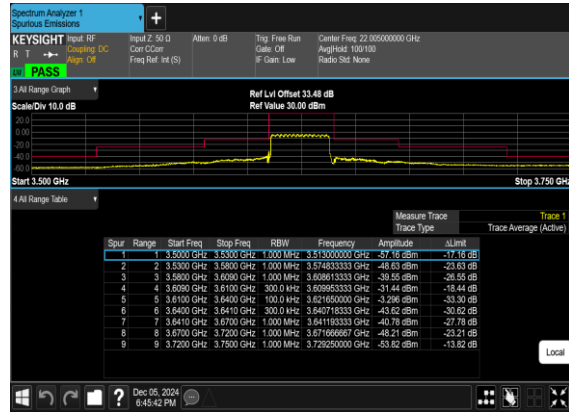 Spectrum Analyzer 1
Spurious Emissions
KEYSIGHT Input: RF Input Z: 50 Ω Atten: 0 dB Trig: Free Run Center Freq: 22.005000000 GHz
R T Coupling: DC Corr CCorr Gate: Off Avg|Hold: 100/100
Align: Off Freq Ref: Int (S) IF Gain: Low Radio Std: None
LW PASS
3 All Range Graph
Ref Lvl Offset 33.48 dB
Scale/Div 10.0 dB Ref Value 30.00 dBm
20.0
0.00
-20.0
-40.0
-60.0
Start 3.500 GHz Stop 3.750 GHz
4 All Range Table
Measure Trace Trace 1
Trace Type Trace Average (Active)
Spur Range Start Freq Stop Freq RBW Frequency Amplitude ΔLimit
1 1 3.5000 GHz 3.5300 GHz 1.000 MHz 3.513000000 GHz -57.16 dBm -17.16 dB
2 2 3.5300 GHz 3.5800 GHz 1.000 MHz 3.574833333 GHz -48.63 dBm -23.63 dB
3 3 3.5800 GHz 3.6090 GHz 1.000 MHz 3.608613333 GHz -39.55 dBm -26.55 dB
4 4 3.6090 GHz 3.6100 GHz 300.0 kHz 3.609953333 GHz -31.44 dBm -18.44 dB
5 5 3.6100 GHz 3.6400 GHz 100.0 kHz 3.621650000 GHz -3.296 dBm -33.30 dB
6 6 3.6400 GHz 3.6410 GHz 300.0 kHz 3.640718333 GHz -43.62 dBm -30.62 dB
7 7 3.6410 GHz 3.6700 GHz 1.000 MHz 3.641193333 GHz -40.78 dBm -27.78 dB
8 8 3.6700 GHz 3.7200 GHz 1.000 MHz 3.671666667 GHz -48.21 dBm -23.21 dB
9 9 3.7200 GHz 3.7500 GHz 1.000 MHz 3.729250000 GHz -53.82 dBm -13.82 dB
Local
? Dec 05, 2024
6:45:42 PM